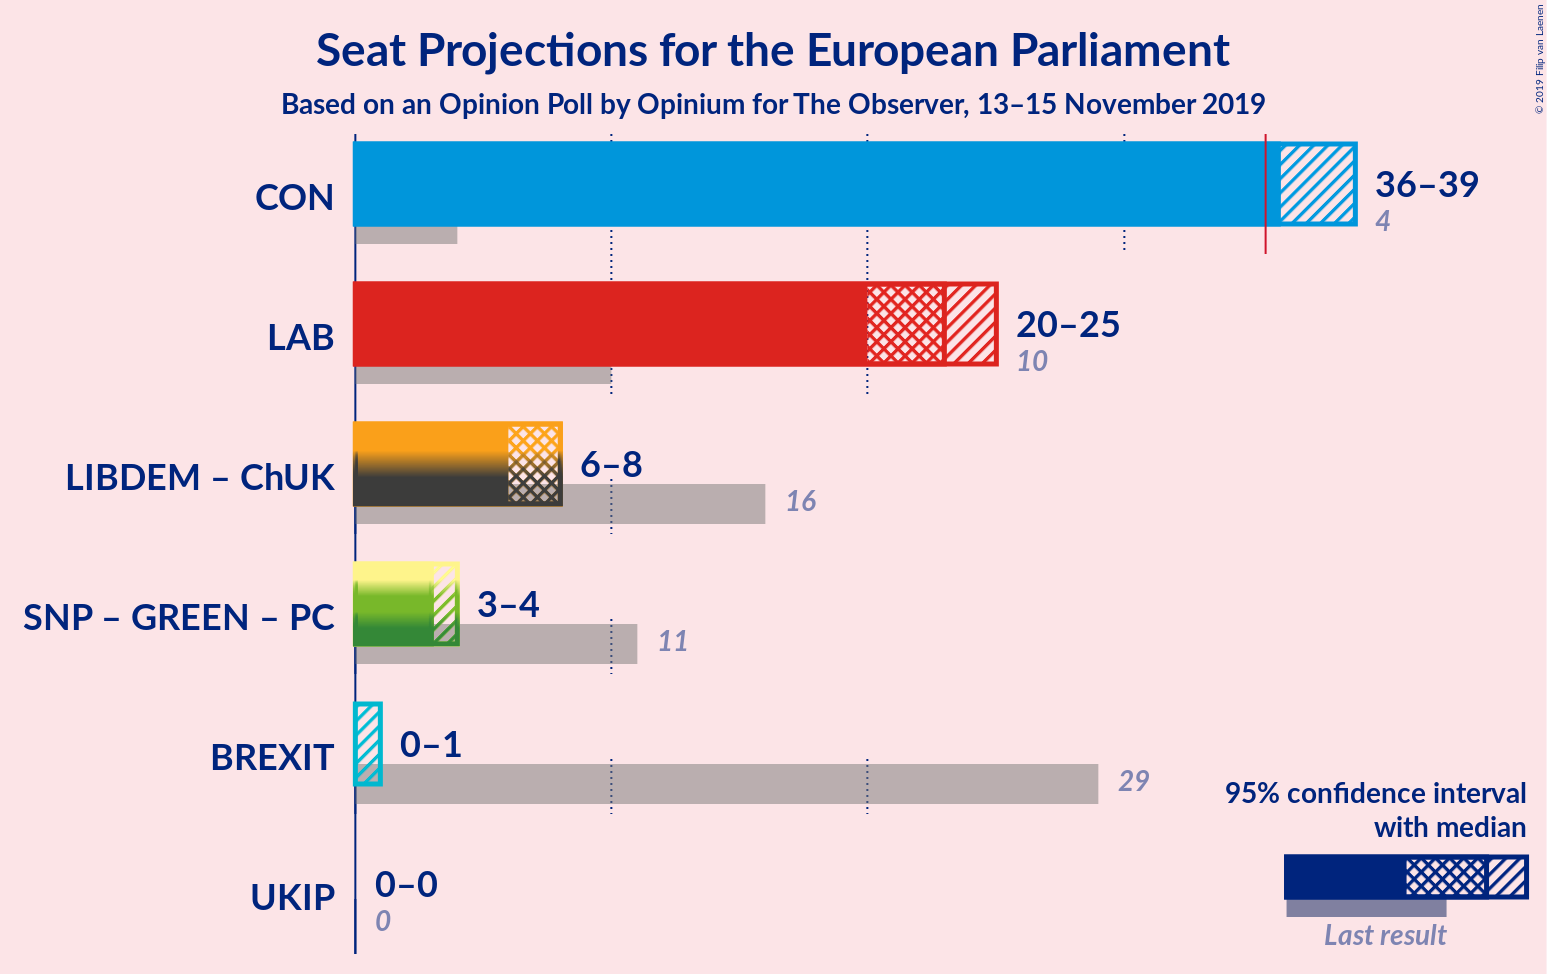 Seat Projections for the European Parliament
Based on an Opinion Poll by Opinium for The Observer, 13–15 November 2019
© 2019 Filip van Laenen
CON
36–39
4
LAB
20–25
10
LIBDEM – ChUK
6–8
16
SNP – GREEN – PC
3–4
11
BREXIT
0–1
29
UKIP
0–0
0
95% confidence interval
with median
Last result